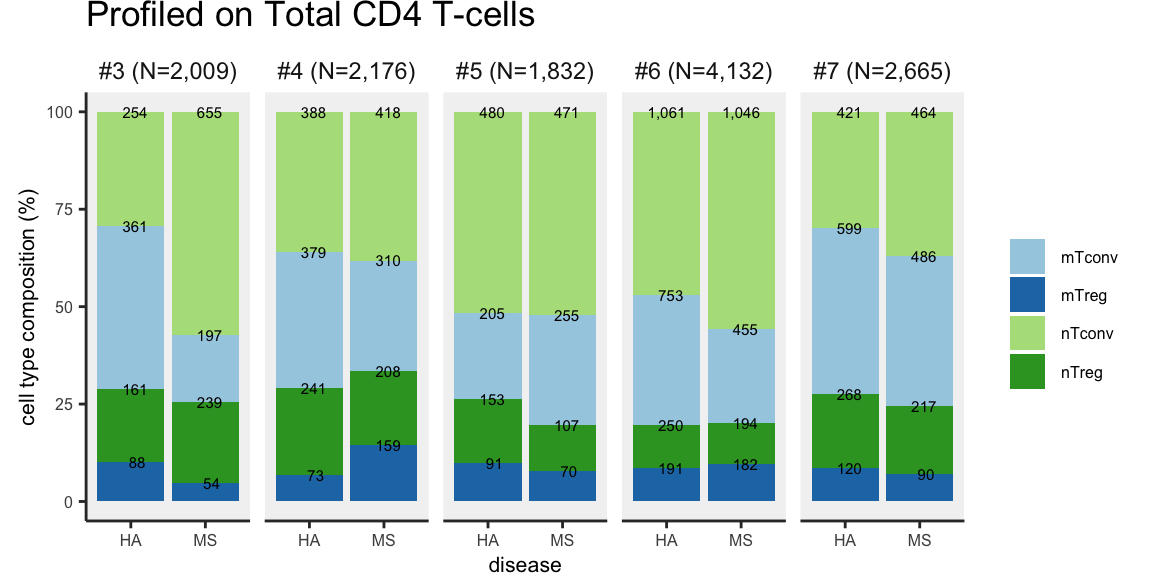 Profiled on Total CD4 T-cells
#3 (N=2,009) #4 (N=2,176) #5 (N=1,832) #6 (N=4,132) #7 (N=2,665)
100 254 655 388 418 480 471 1,061 1,046 421 464
75
361 379 310 599 486
mTconv
cell type composition (%)
mTreg
50 205 255 753 455
197
nTconv
208
nTreg
25 161 239 241 153 107 250 194 268 217
88 54 73 159 91 70 191 182 120 90
0
HA MS HA MS HA MS HA MS HA MS
disease